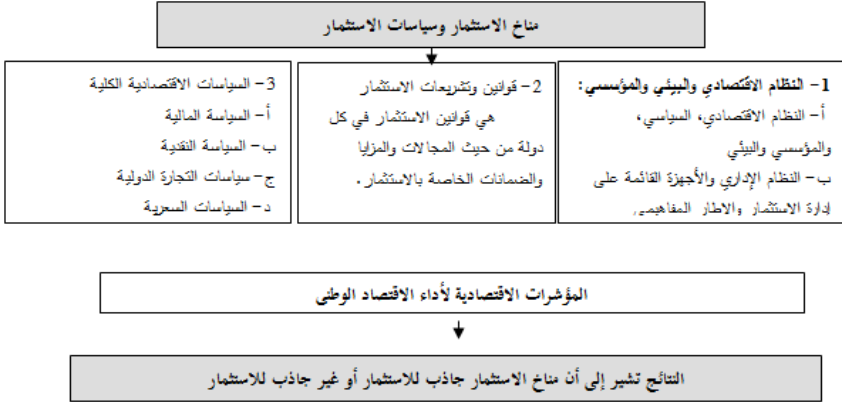 مناخ الاستثمار وسياسات الاستثمار
1- النظام الاقتصادي والبيئي والمؤسسي:
أ- النظام الاقتصادي، السياسي،
والمؤسسي والبيئي
ب- النظام الإداري والأجهزة القائمة على
إدارة الاستثمار والاطار المفاهيمي
2- قوانين وتشريعات الاستثمار
هي قوانين الاستثمار في كل
دولة من حيث المجالات والمزايا
والضمانات الخاصة بالاستثمار.
3- السياسات الاقتصادية الكلية
أ- السياسة المالية
ب- السياسة النقدية
ج- سياسات التجارة الدولية
د- السياسات السعرية
المؤشرات الاقتصادية لأداء الاقتصاد الوطنى
النتائج تشير إلى أن مناخ الاستثمار جاذب للاستثمار أو غير جاذب للاستثمار